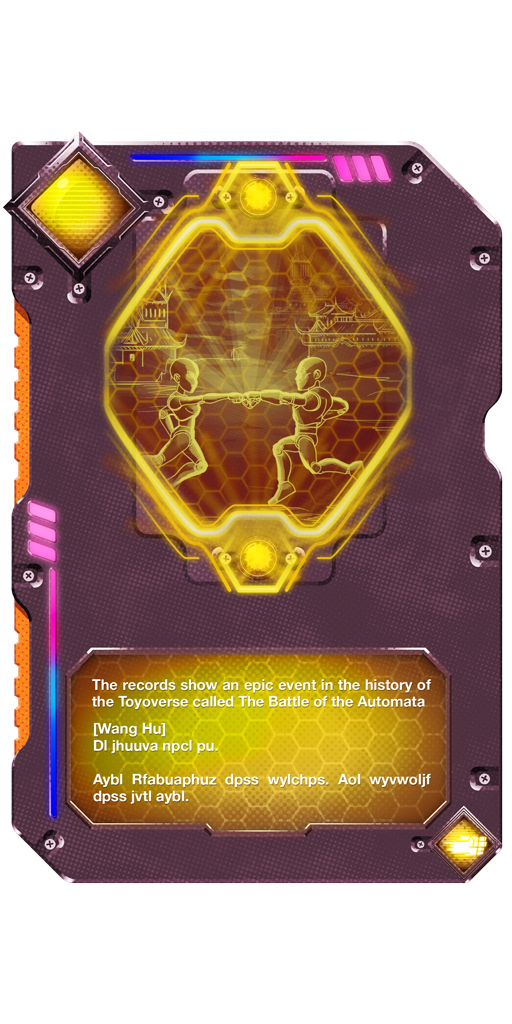 The records show an epic event in the history of
the Toyoverse called The Battle of the Automata
[Wang Hu]
Dl jhuuva npcl pu.
Aybl Rfabuaphuz dpss wylchps. Aol wyvwoljf
dpss jvtl aybl.